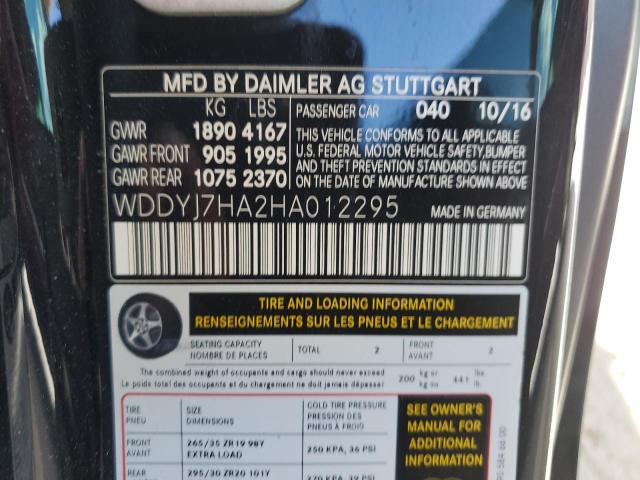 MFD BY DAIMLER AG STUTTGART
KG LBS PASSENGER CAR 040 10/16
GVWR 1890 4167 THIS VEHICLE CONFORMS TO ALL APPLICABLE
GAWR FRONT 905 1995 U.S. FEDERAL MOTOR VEHICLE SAFETY, BUMPER
GAWR REAR 1075 2370 AND THEFT PREVENTION STANDARDS IN EFFECT
ON THE DATE OF MANUFACTURE SHOWN ABOVE
WDDYJ7HA2HA012295 MADE IN GERMANY
TIRE AND LOADING INFORMATION
RENSEIGNEMENTS SUR LES PNEUS ET LE CHARGEMENT
SEATING CAPACITY
NOMBRE DE PLACES
TOTAL 2
FRONT
AVANT
2
The combined weight of occupants and cargo should never exceed
Le poids total des occupants et du chargement ne doit jamais dépasser
200 kg or
kg ou
441 lbs.
lb.
TIRE
PNEU
SIZE
DIMENSIONS
COLD TIRE PRESSURE
PRESSION DES
PNEUS À FROID
FRONT
AVANT
265/35 ZR19 98Y
EXTRA LOAD
250 KPA, 36 PSI
REAR
295/30 ZR20 101Y
270 KPA, 39 PSI
SEE OWNER'S
MANUAL FOR
ADDITIONAL
INFORMATION